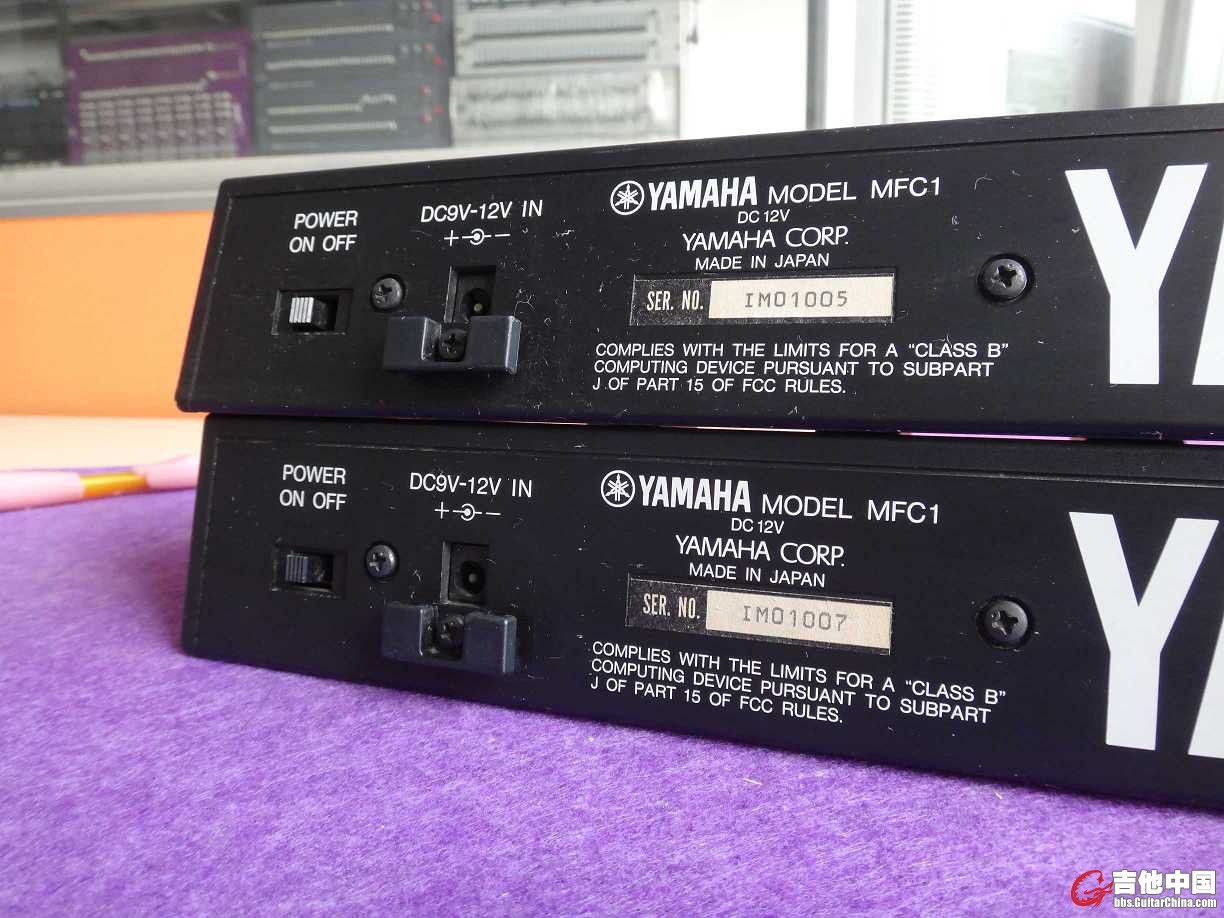 POWER
ON OFF
DC9V-12V IN
YAMAHA MODEL MFC1
DC 12V
YAMAHA CORP.
MADE IN JAPAN
SER. NO. IM01005
COMPLIES WITH THE LIMITS FOR A “CLASS B”
COMPUTING DEVICE PURSUANT TO SUBPART
J OF PART 15 OF FCC RULES.
POWER
ON OFF
DC9V-12V IN
YAMAHA MODEL MFC1
DC 12V
YAMAHA CORP.
MADE IN JAPAN
SER. NO. IM01007
COMPLIES WITH THE LIMITS FOR A “CLASS B”
COMPUTING DEVICE PURSUANT TO SUBPART
J OF PART 15 OF FCC RULES.
吉他中国
bbs.GuitarChina.com